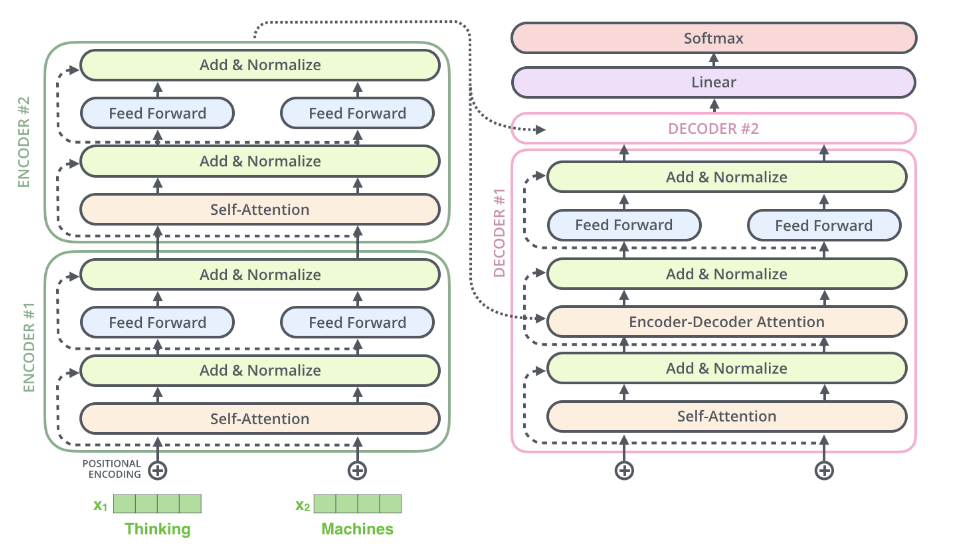 ENCODER #2
Add & Normalize
Feed Forward
Feed Forward
Add & Normalize
Self-Attention
ENCODER #1
Add & Normalize
Feed Forward
Feed Forward
Add & Normalize
Self-Attention
POSITIONAL
ENCODING
x₁
x₂
Thinking
Machines
Softmax
Linear
DECODER #2
DECODER #1
Add & Normalize
Feed Forward
Feed Forward
Add & Normalize
Encoder-Decoder Attention
Add & Normalize
Self-Attention